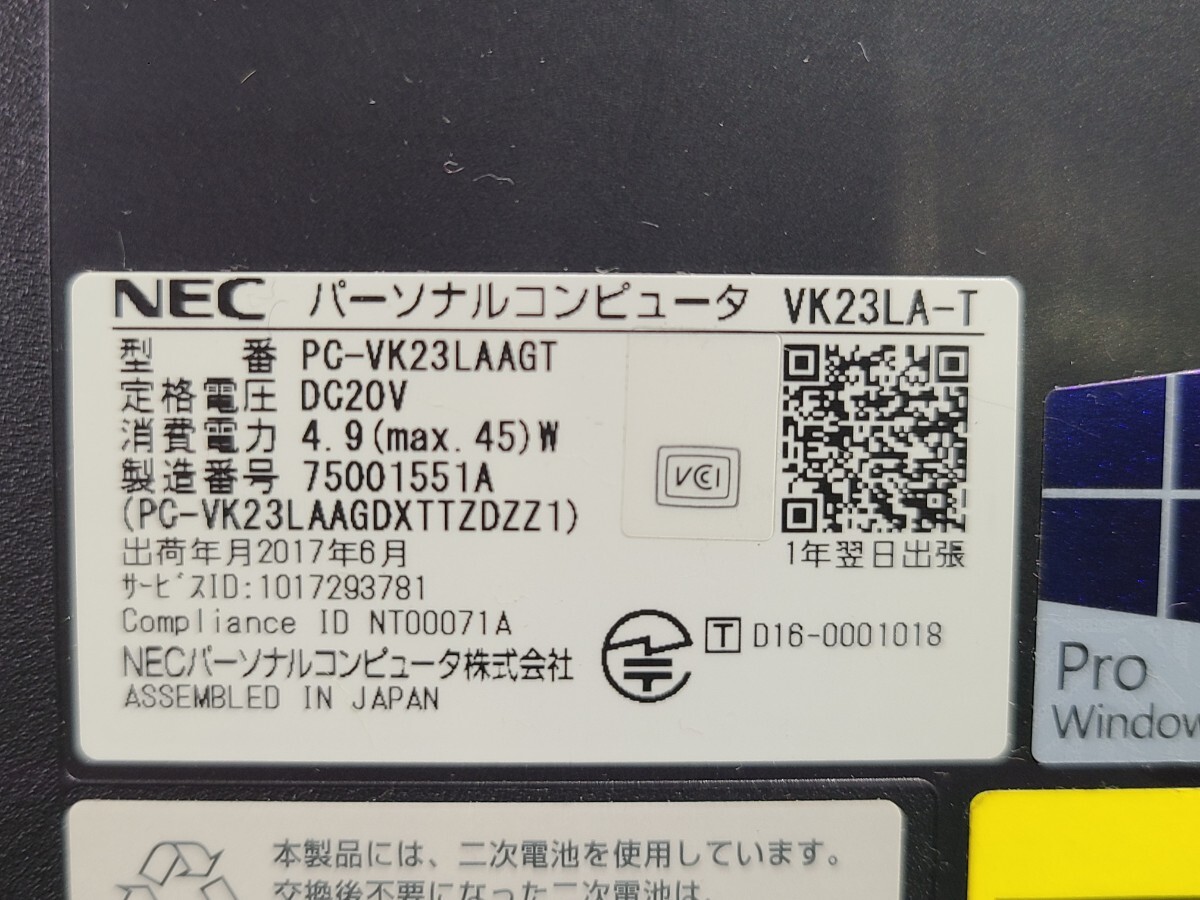 NEC パーソナルコンピュータ VK23LA-T
型 番 PC-VK23LAAGT
定格電圧 DC20V
消費電力 4.9(max.45)W
製造番号 75001551A
(PC-VK23LAAGDXTTZDZZ1)
出荷年月2017年6月
サービスID:1017293781
Compliance ID NT00071A
NECパーソナルコンピュータ株式会社
ASSEMBLED IN JAPAN
VCI
1年翌日出張
T D16-0001018
Pro
Window
本製品には、二次電池を使用しています。
交換後不要になった二次電池は、